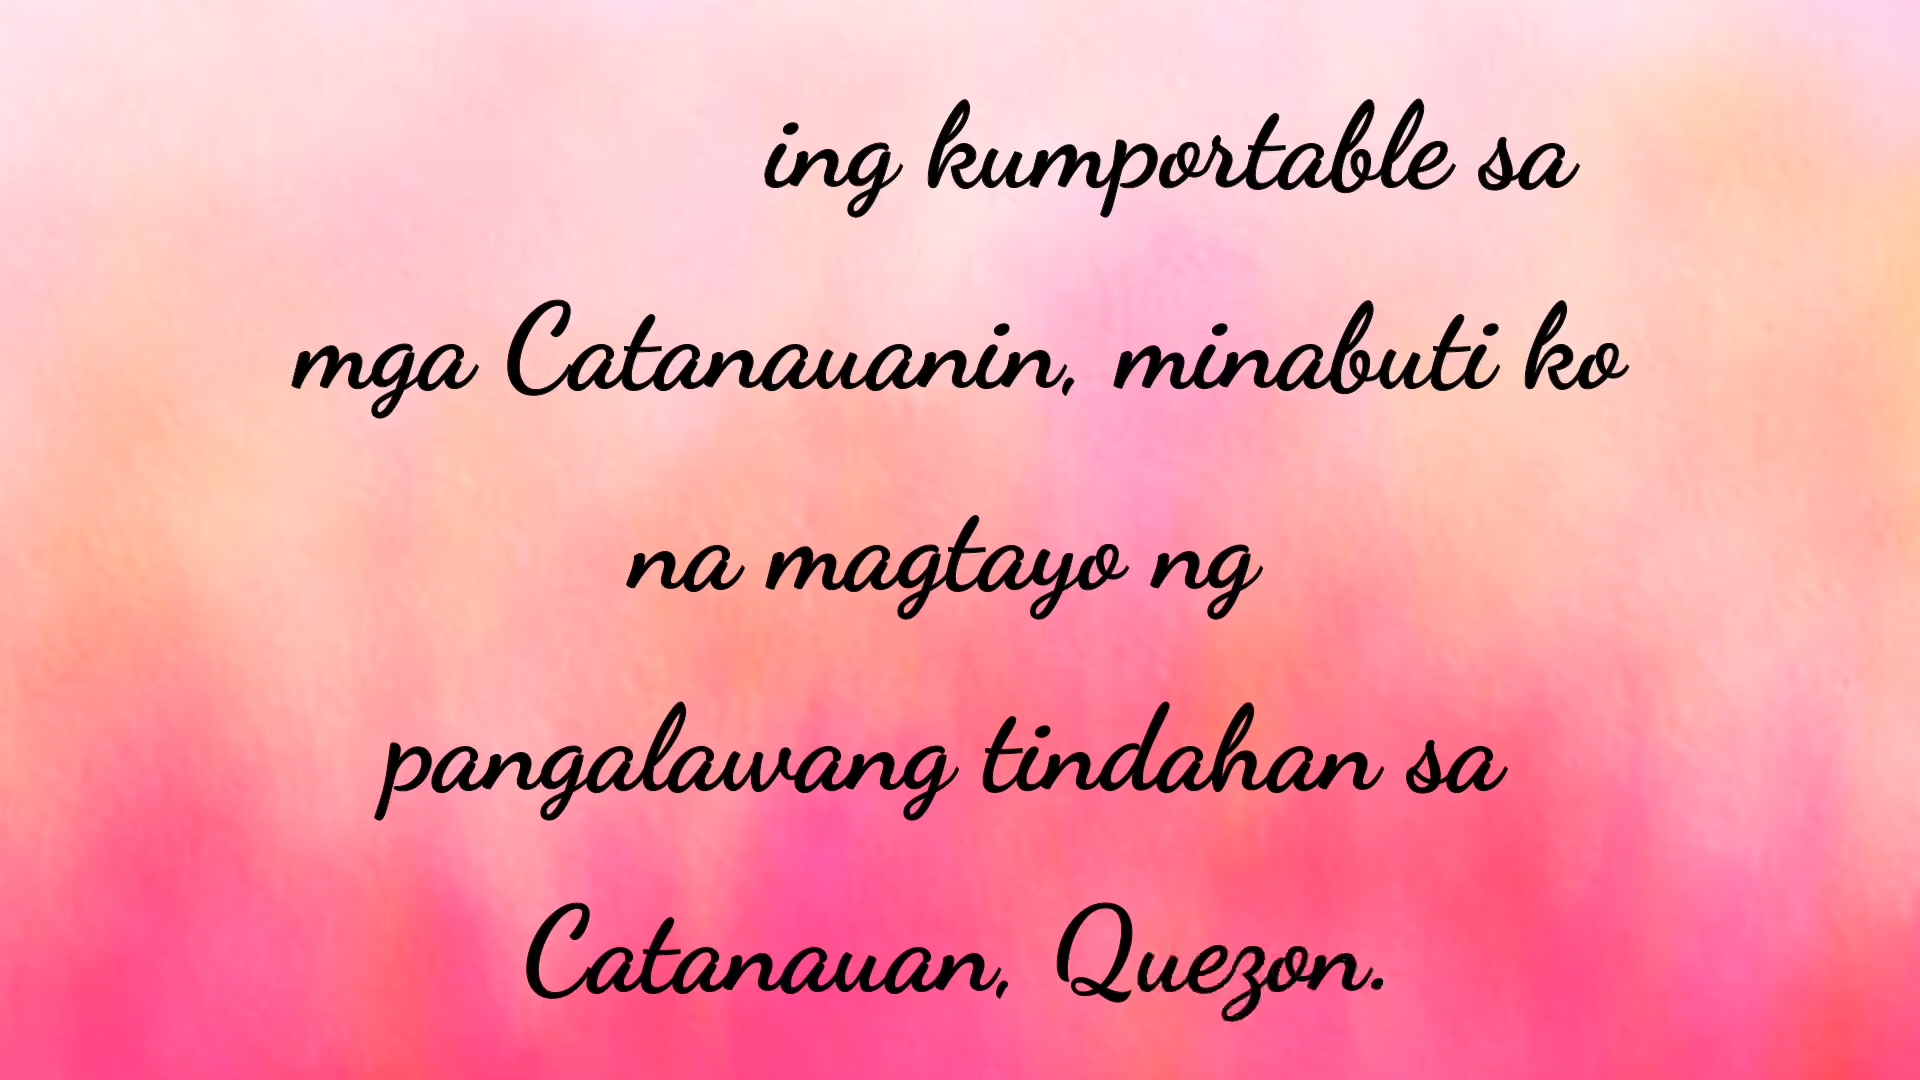 ing kumportable sa
mga Catanauanin, minabuti ko
na magtayo ng
pangalawang tindahan sa
Catanauan, Quezon.